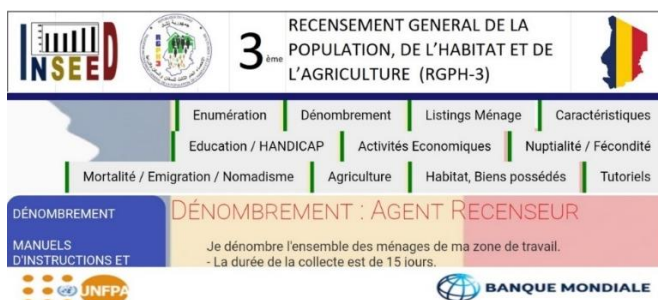 INSEED
3ème
RECENSEMENT GENERAL DE LA
POPULATION, DE L'HABITAT ET DE
L'AGRICULTURE (RGPH-3)
Enumération Dénombrement Listings Ménage Caractéristiques
Education / HANDICAP Activités Economiques Nuptialité / Fécondité
Mortalité / Emigration / Nomadisme Agriculture Habitat, Biens possédés Tutoriels
DÉNOMBREMENT
MANUELS
D'INSTRUCTIONS ET
DÉNOMBREMENT : AGENT RECENSEUR
Je dénombre l'ensemble des ménages de ma zone de travail.
- La durée de la collecte est de 15 jours.
UNFPA
BANQUE MONDIALE